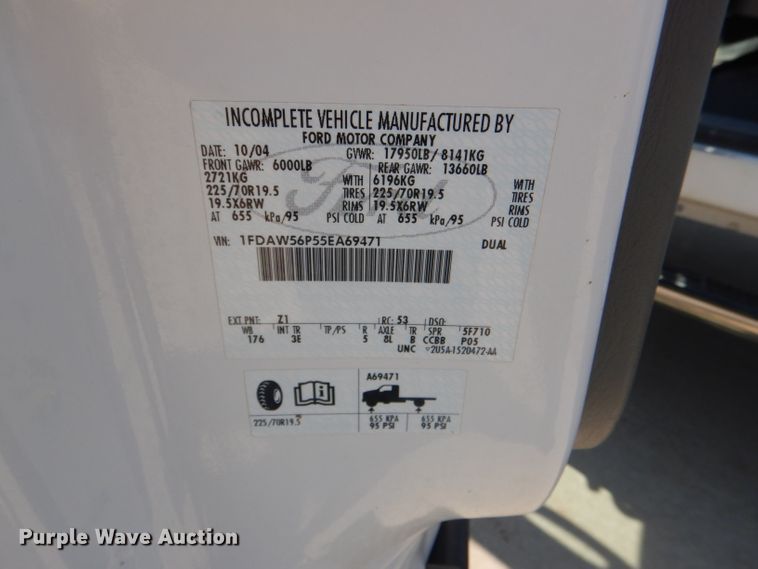 INCOMPLETE VEHICLE MANUFACTURED BY
FORD MOTOR COMPANY
DATE: 10/04 GVWR: 17950LB / 8141KG
FRONT GAWR: 6000LB REAR GAWR: 13660LB
2721KG WITH 6196KG WITH
225/70R19.5 TIRES 225/70R19.5 TIRES
19.5X6RW RIMS 19.5X6RW RIMS
AT 655 kPa/95 PSI COLD AT 655 kPa/95 PSI COLD
VIN: 1FDAW56P55EA69471 DUAL
EXT PNT: Z1 RC: 53 DSO:
WB INT TR TP/PS R AXLE TR SPR 5F710
176 3E 5 8L B CCBB P05
UNC 2U5A-1520472-AA
A69471
225/70R19.5 655 KPA 655 KPA
95 PSI 95 PSI
Purple Wave Auction
Ford